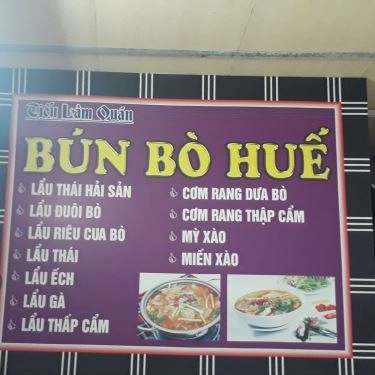 Tiến Lâm Quán
BÚN BÒ HUẾ
LẨU THÁI HẢI SẢN
LẨU ĐUÔI BÒ
LẨU RIÊU CUA BÒ
LẨU THÁI
LẨU ẾCH
LẨU GÀ
LẨU THẤP CẨM
CƠM RANG DƯA BÒ
CƠM RANG THẬP CẨM
MỲ XÀO
MIẾN XÀO